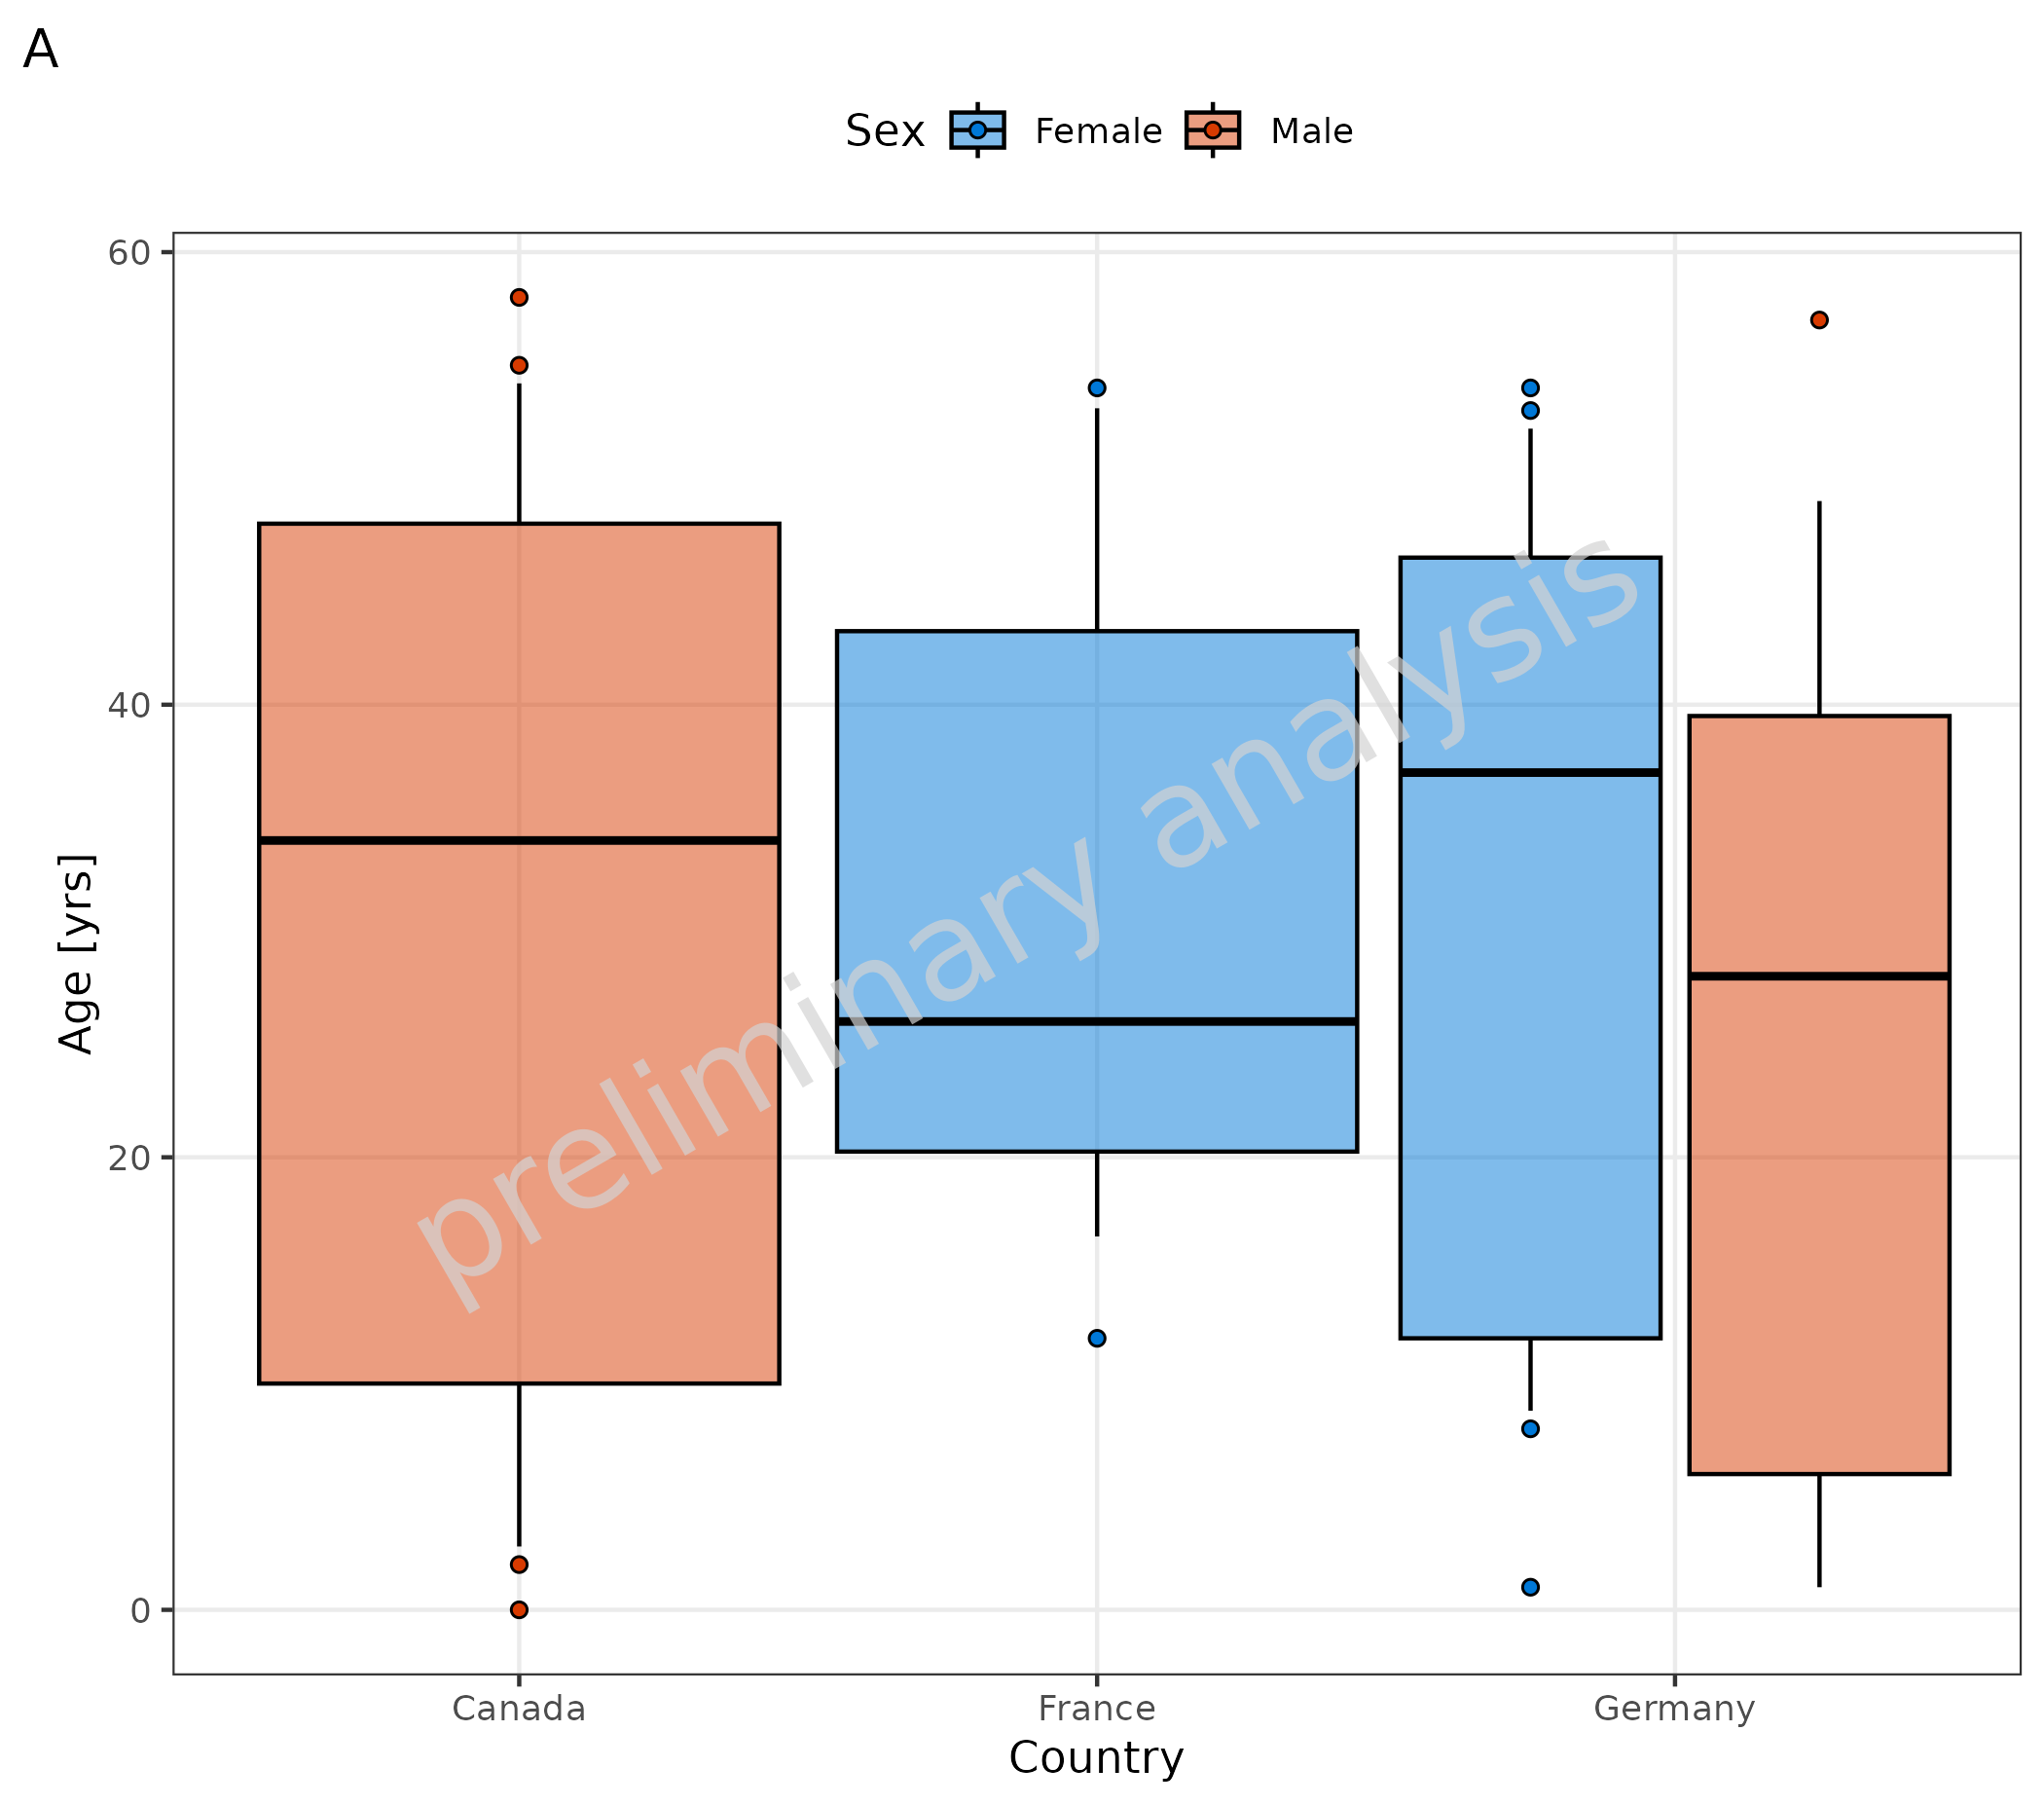 A
Sex Female Male
60
40
20
0
Age [yrs]
preliminary analysis
Canada France Germany
Country